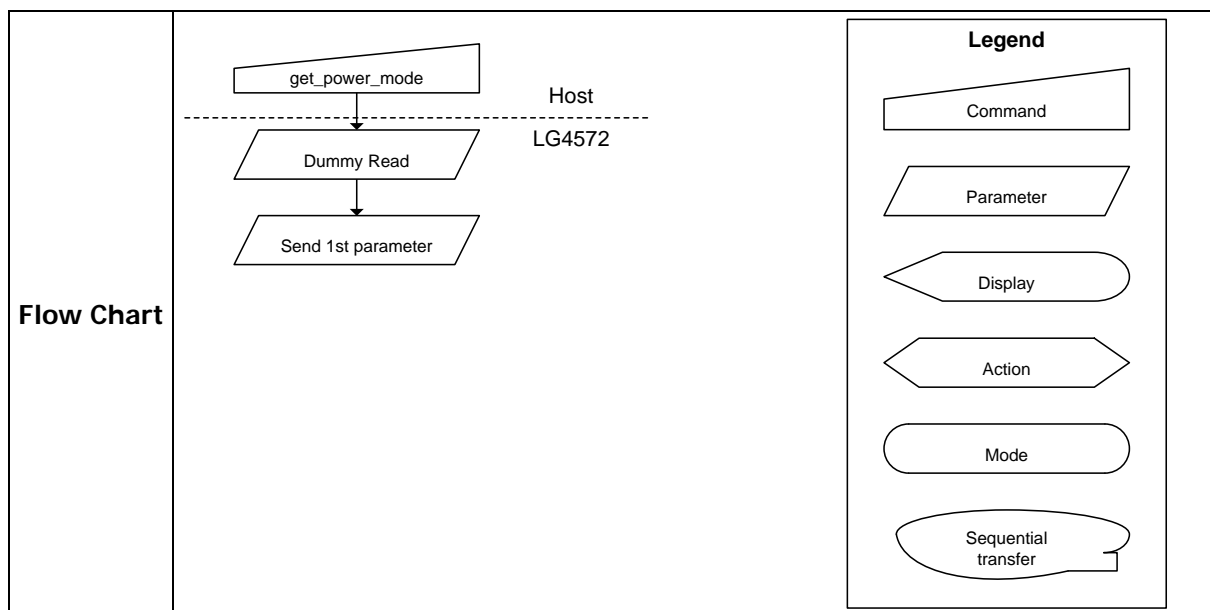 Flow Chart
get_power_mode
Host
LG4572
Dummy Read
Send 1st parameter
Legend
Command
Parameter
Display
Action
Mode
Sequential
transfer